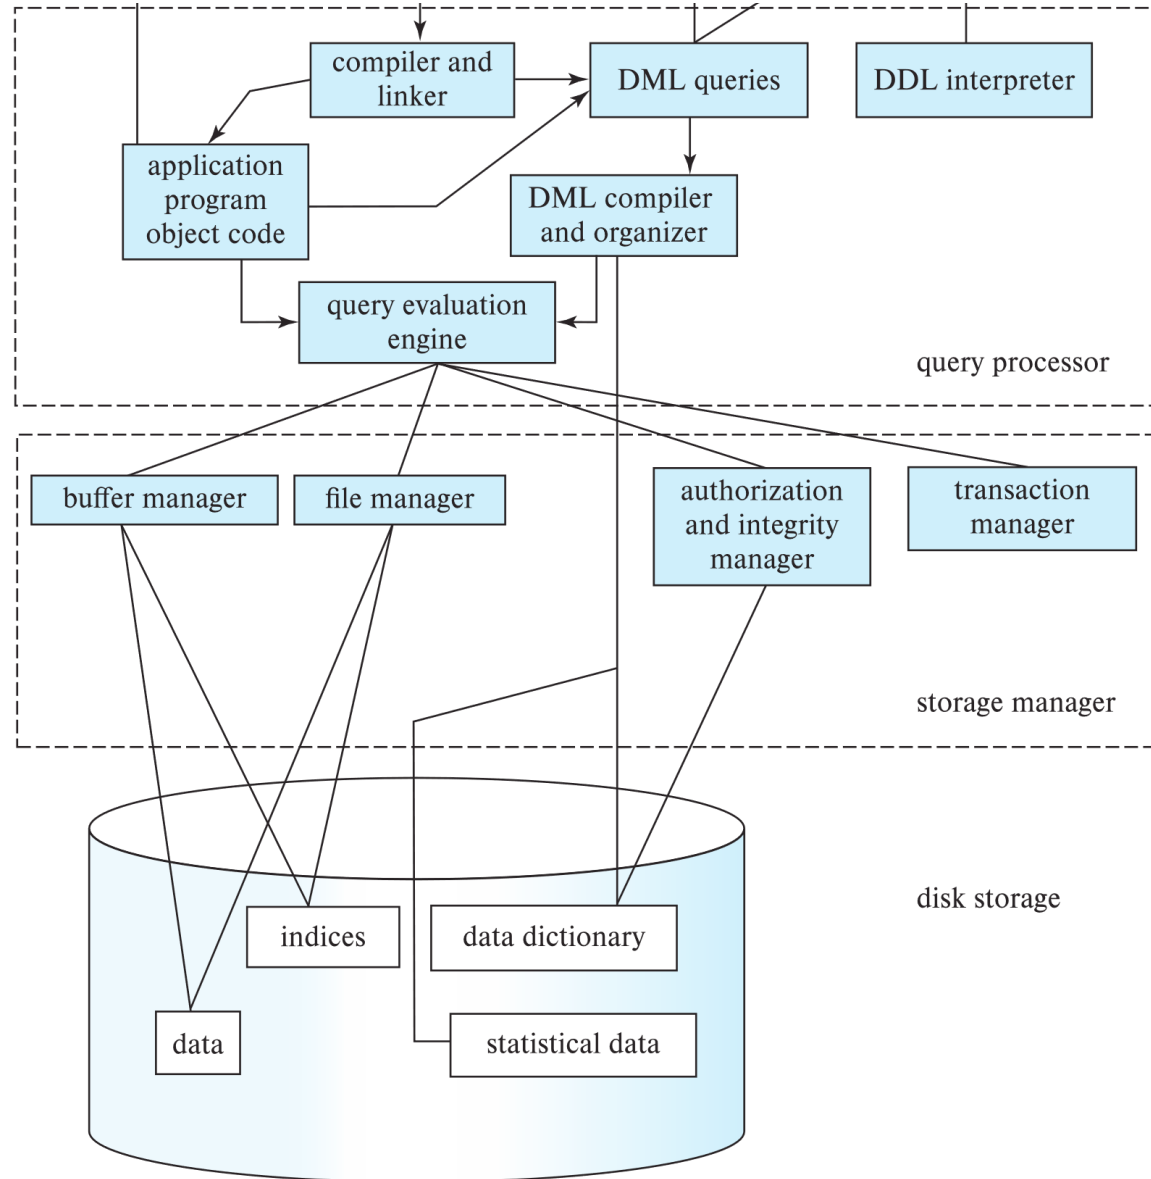 compiler and
linker
DML queries
DDL interpreter
application
program
object code
DML compiler
and organizer
query evaluation
engine
query processor
buffer manager
file manager
authorization
and integrity
manager
transaction
manager
storage manager
disk storage
indices
data dictionary
data
statistical data